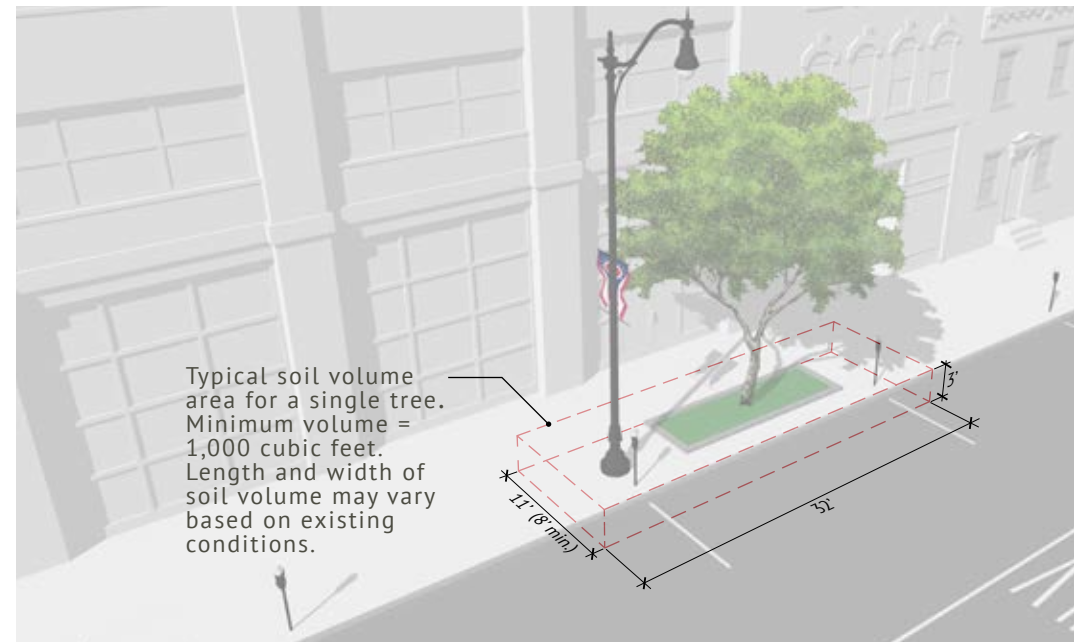 Typical soil volume
area for a single tree.
Minimum volume =
1,000 cubic feet.
Length and width of
soil volume may vary
based on existing
conditions.
3'
11' (8' min.)
32'